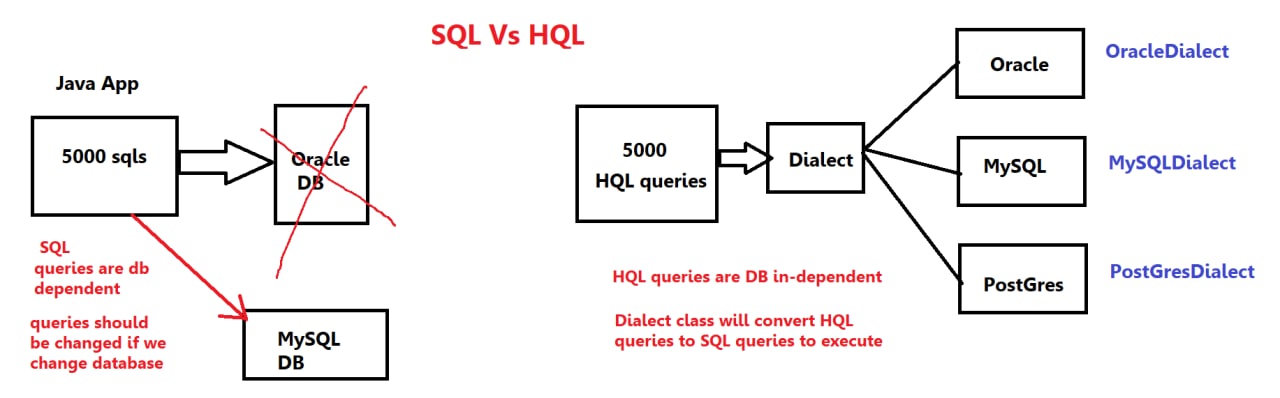 SQL Vs HQL
Java App
5000 sqls
Oracle
DB
SQL
queries are db
dependent
queries should
be changed if we
change database
MySQL
DB
5000
HQL queries
Dialect
Oracle
OracleDialect
MySQL
MySQLDialect
PostGres
PostGresDialect
HQL queries are DB in-dependent
Dialect class will convert HQL
queries to SQL queries to execute